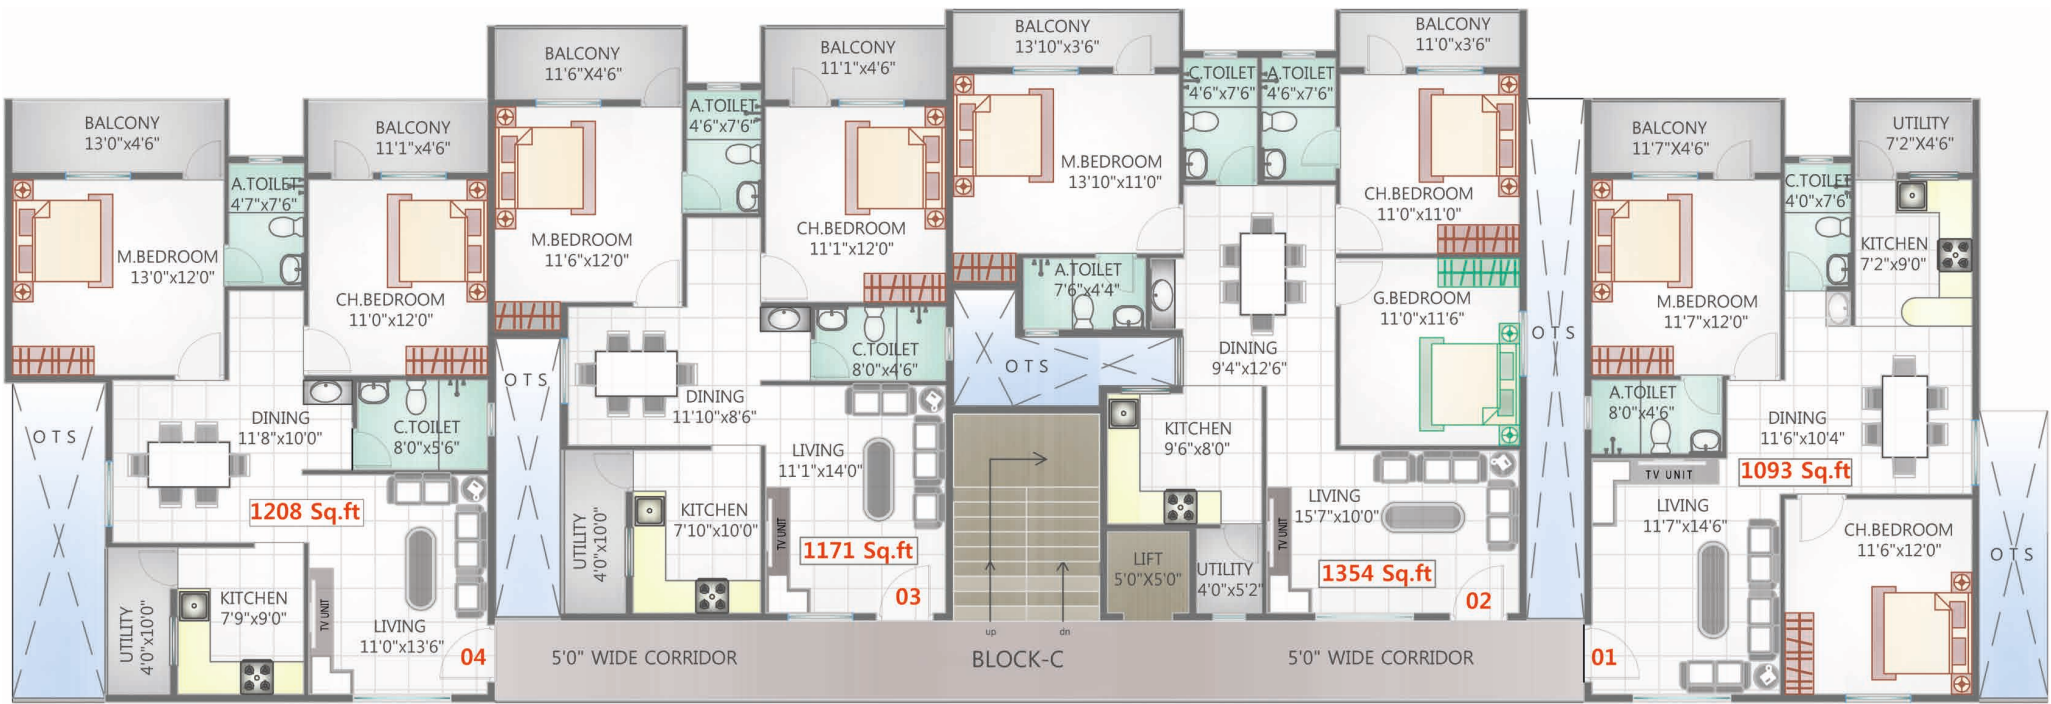 BALCONY
13'0"x4'6"
BALCONY
11'1"x4'6"
A.TOILET
4'7"x7'6"
M.BEDROOM
13'0"x12'0"
CH.BEDROOM
11'0"x12'0"
OTS
DINING
11'8"x10'0"
C.TOILET
8'0"x5'6"
1208 Sq.ft
UTILITY
4'0"x10'0"
KITCHEN
7'9"x9'0"
TV UNIT
LIVING
11'0"x13'6"
04
BALCONY
11'6"X4'6"
BALCONY
11'1"x4'6"
A.TOILET
4'6"x7'6"
M.BEDROOM
11'6"x12'0"
CH.BEDROOM
11'1"x12'0"
OTS
C.TOILET
8'0"x4'6"
DINING
11'10"x8'6"
LIVING
11'1"x14'0"
UTILITY
4'0"x10'0"
KITCHEN
7'10"x10'0"
TV UNIT
1171 Sq.ft
03
BALCONY
13'10"x3'6"
BALCONY
11'0"x3'6"
C.TOILET
4'6"x7'6"
A.TOILET
4'6"x7'6"
M.BEDROOM
13'10"x11'0"
CH.BEDROOM
11'0"x11'0"
A.TOILET
7'6"x4'4"
G.BEDROOM
11'0"x11'6"
OTS
DINING
9'4"x12'6"
OTS
KITCHEN
9'6"x8'0"
LIVING
15'7"x10'0"
TV UNIT
LIFT
5'0"X5'0"
UTILITY
4'0"x5'2"
1354 Sq.ft
02
up
dn
BALCONY
11'7"X4'6"
UTILITY
7'2"X4'6"
C.TOILET
4'0"x7'6"
KITCHEN
7'2"x9'0"
M.BEDROOM
11'7"x12'0"
A.TOILET
8'0"x4'6"
DINING
11'6"x10'4"
TV UNIT
1093 Sq.ft
LIVING
11'7"x14'6"
CH.BEDROOM
11'6"x12'0"
OTS
01
5'0" WIDE CORRIDOR
BLOCK-C
5'0" WIDE CORRIDOR